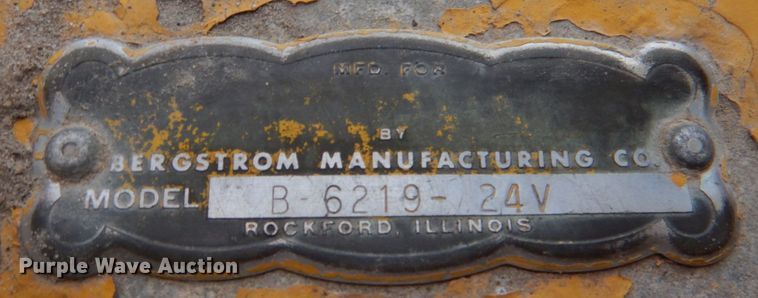 MFD. FOR
BY
BERGSTROM MANUFACTURING CO.
MODEL B-6219-24V
ROCKFORD, ILLINOIS
Purple Wave Auction